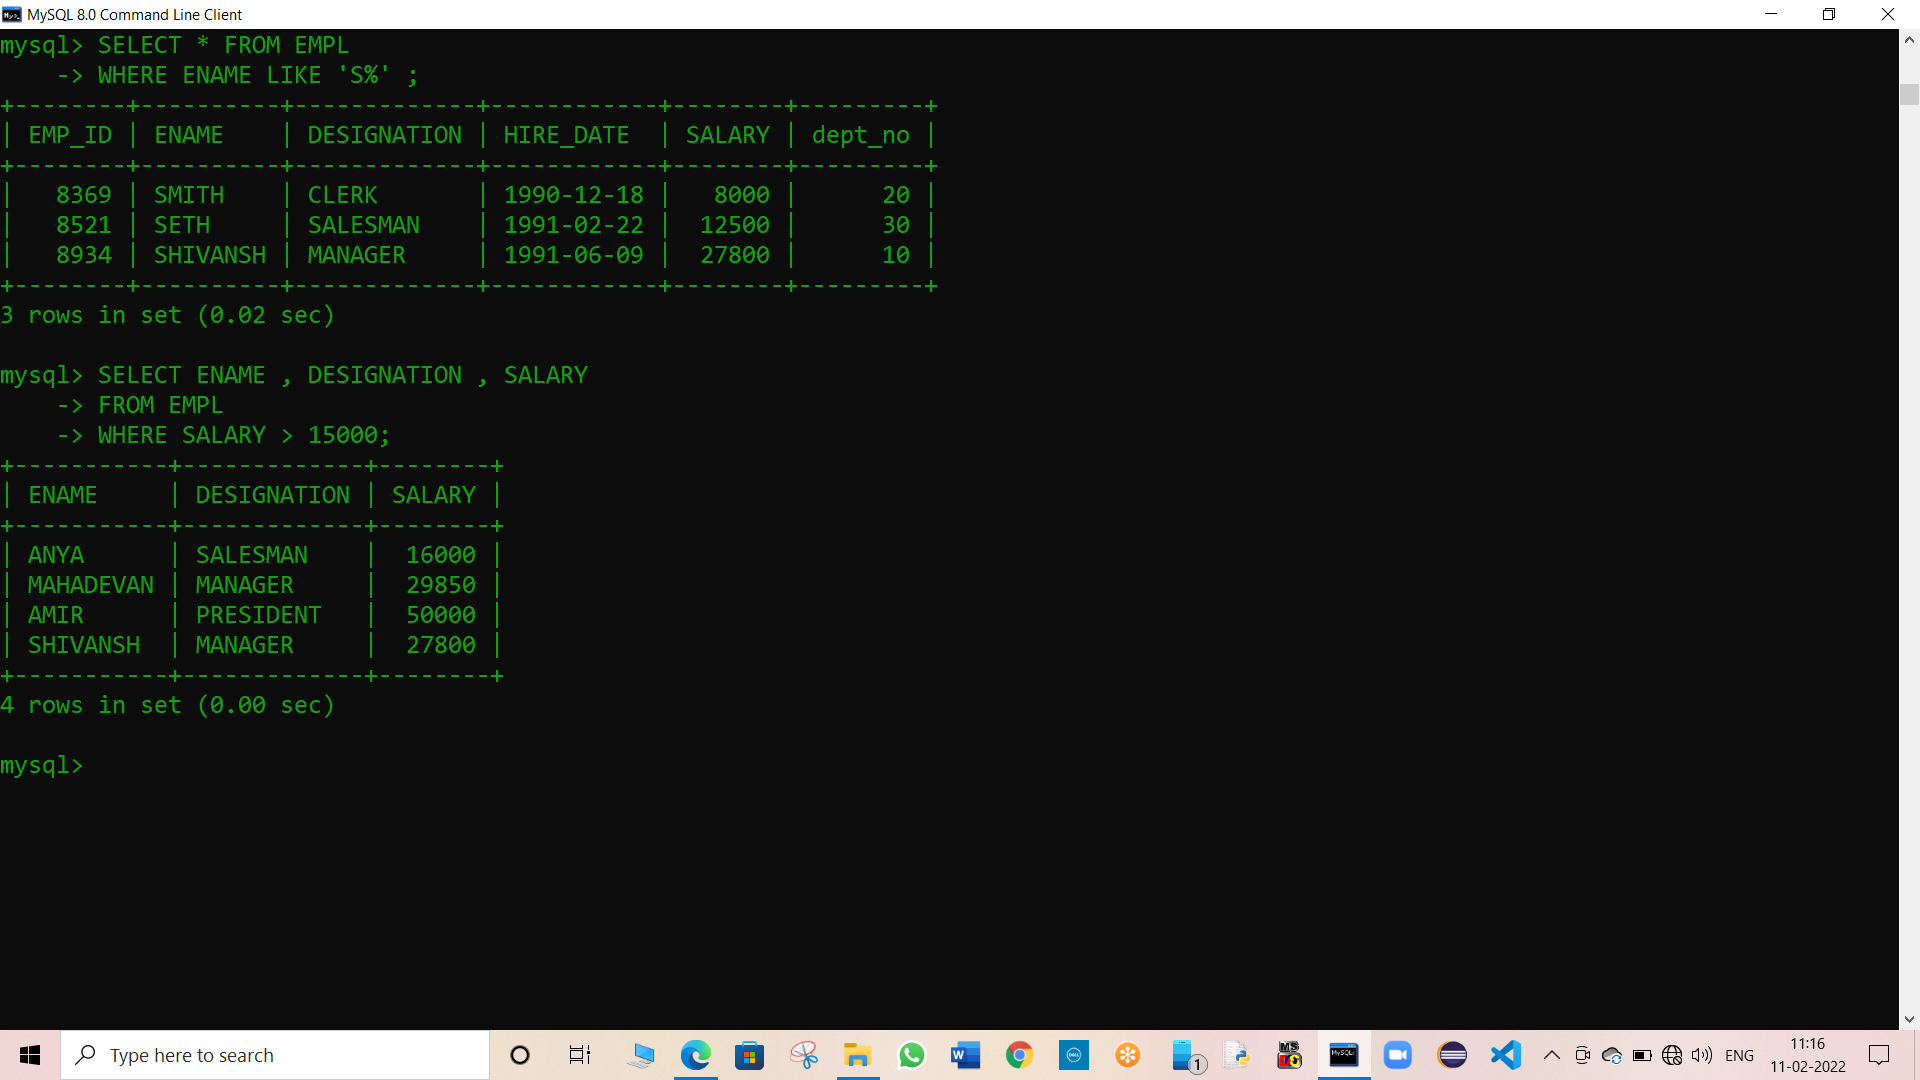 MySQL 8.0 Command Line Client
mysql> SELECT * FROM EMPL
    -> WHERE ENAME LIKE 'S%' ;
+--------+----------+-------------+------------+--------+---------+
| EMP_ID | ENAME    | DESIGNATION | HIRE_DATE  | SALARY | dept_no |
+--------+----------+-------------+------------+--------+---------+
|   8369 | SMITH    | CLERK       | 1990-12-18 |   8000 |      20 |
|   8521 | SETH     | SALESMAN    | 1991-02-22 |  12500 |      30 |
|   8934 | SHIVANSH | MANAGER     | 1991-06-09 |  27800 |      10 |
+--------+----------+-------------+------------+--------+---------+
3 rows in set (0.02 sec)

mysql> SELECT ENAME , DESIGNATION , SALARY
    -> FROM EMPL
    -> WHERE SALARY > 15000;
+-----------+-------------+--------+
| ENAME     | DESIGNATION | SALARY |
+-----------+-------------+--------+
| ANYA      | SALESMAN    |  16000 |
| MAHADEVAN | MANAGER     |  29850 |
| AMIR      | PRESIDENT   |  50000 |
| SHIVANSH  | MANAGER     |  27800 |
+-----------+-------------+--------+
4 rows in set (0.00 sec)

mysql>
Type here to search
1
ENG
11:16
11-02-2022